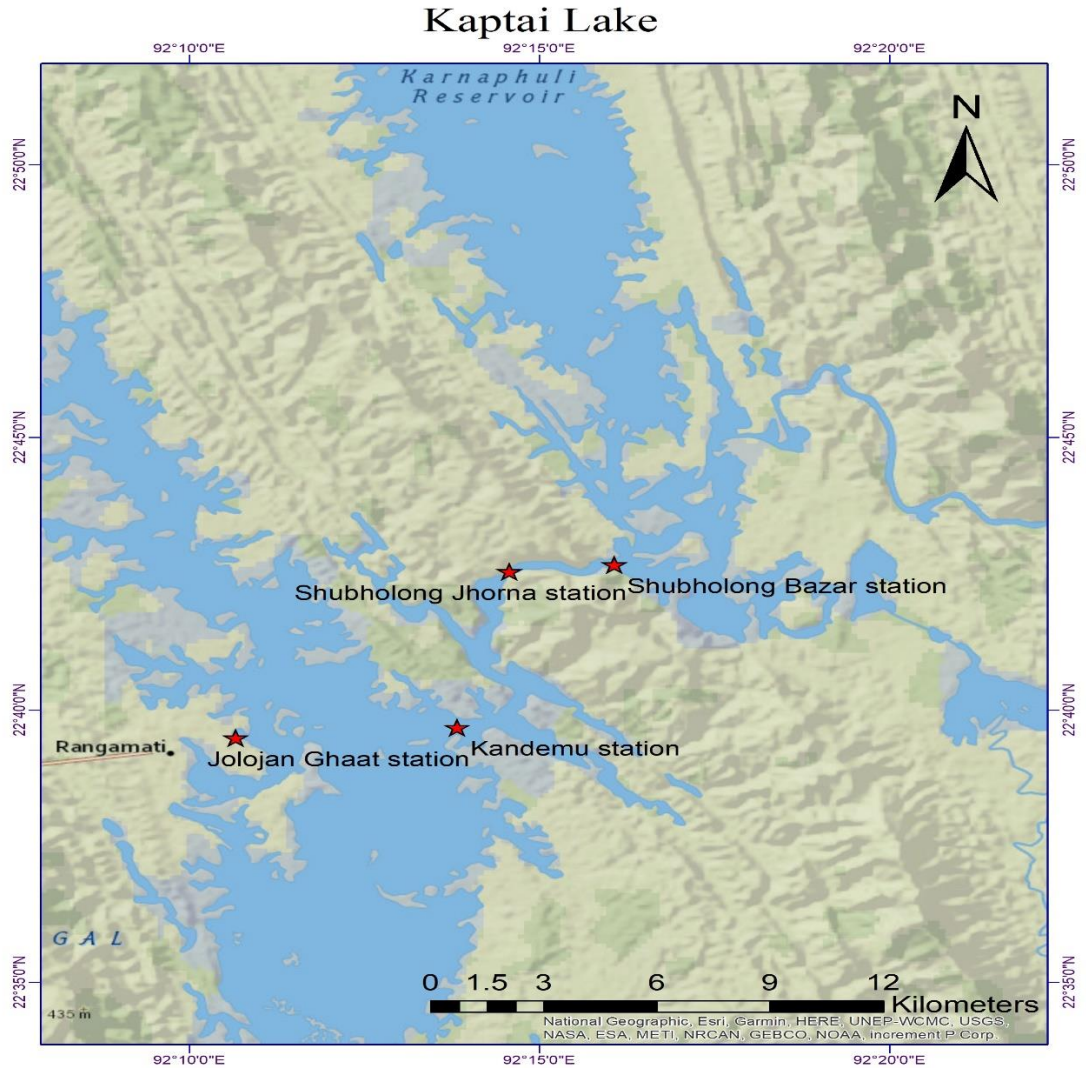 Kaptai Lake
92°10'0"E
92°15'0"E
92°20'0"E
Karnaphuli
Reservoir
N
22°50'0"N
22°50'0"N
22°45'0"N
22°45'0"N
Shubholong Jhorna station
Shubholong Bazar station
22°40'0"N
22°40'0"N
Rangamati
Jolojan Ghaat station
Kandemu station
G A L
22°35'0"N
22°35'0"N
0 1.5 3 6 9 12
Kilometers
435 m
National Geographic, Esri, Garmin, HERE, UNEP-WCMC, USGS,
NASA, ESA, METI, NRCAN, GEBCO, NOAA, increment P Corp.
92°10'0"E
92°15'0"E
92°20'0"E